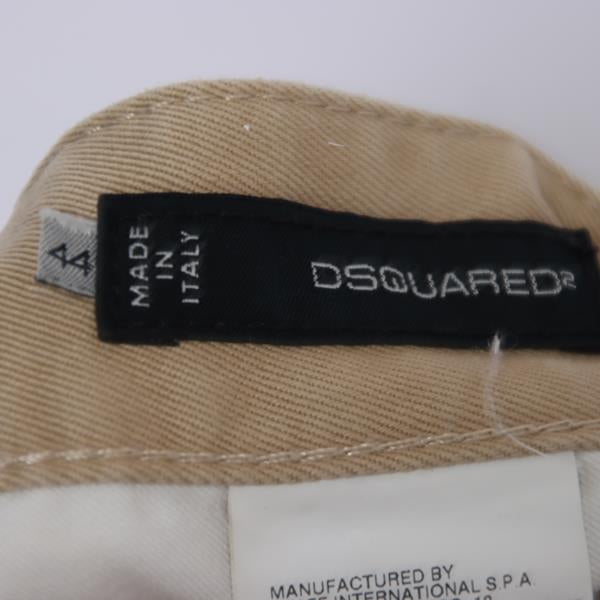 44
MADE
IN
ITALY
DSQUARED2
MANUFACTURED BY
INTERNATIONAL S.P.A.